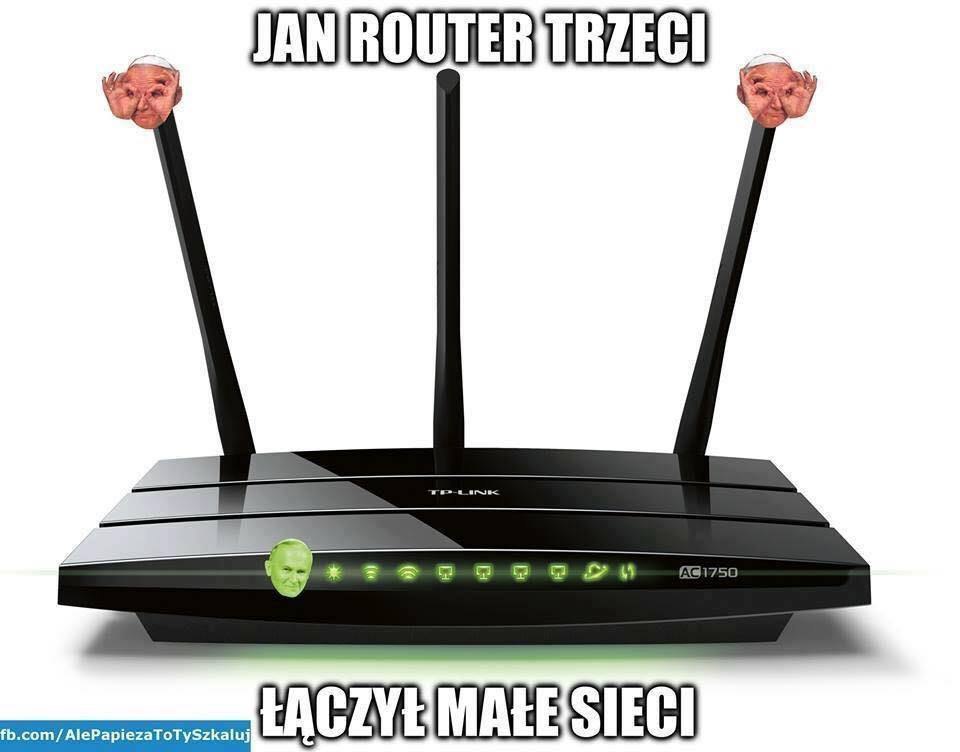 JAN ROUTER TRZECI
TP-LINK
AC1750
ŁĄCZYŁ MAŁE SIECI
fb.com/AlePapiezaToTySzkaluj